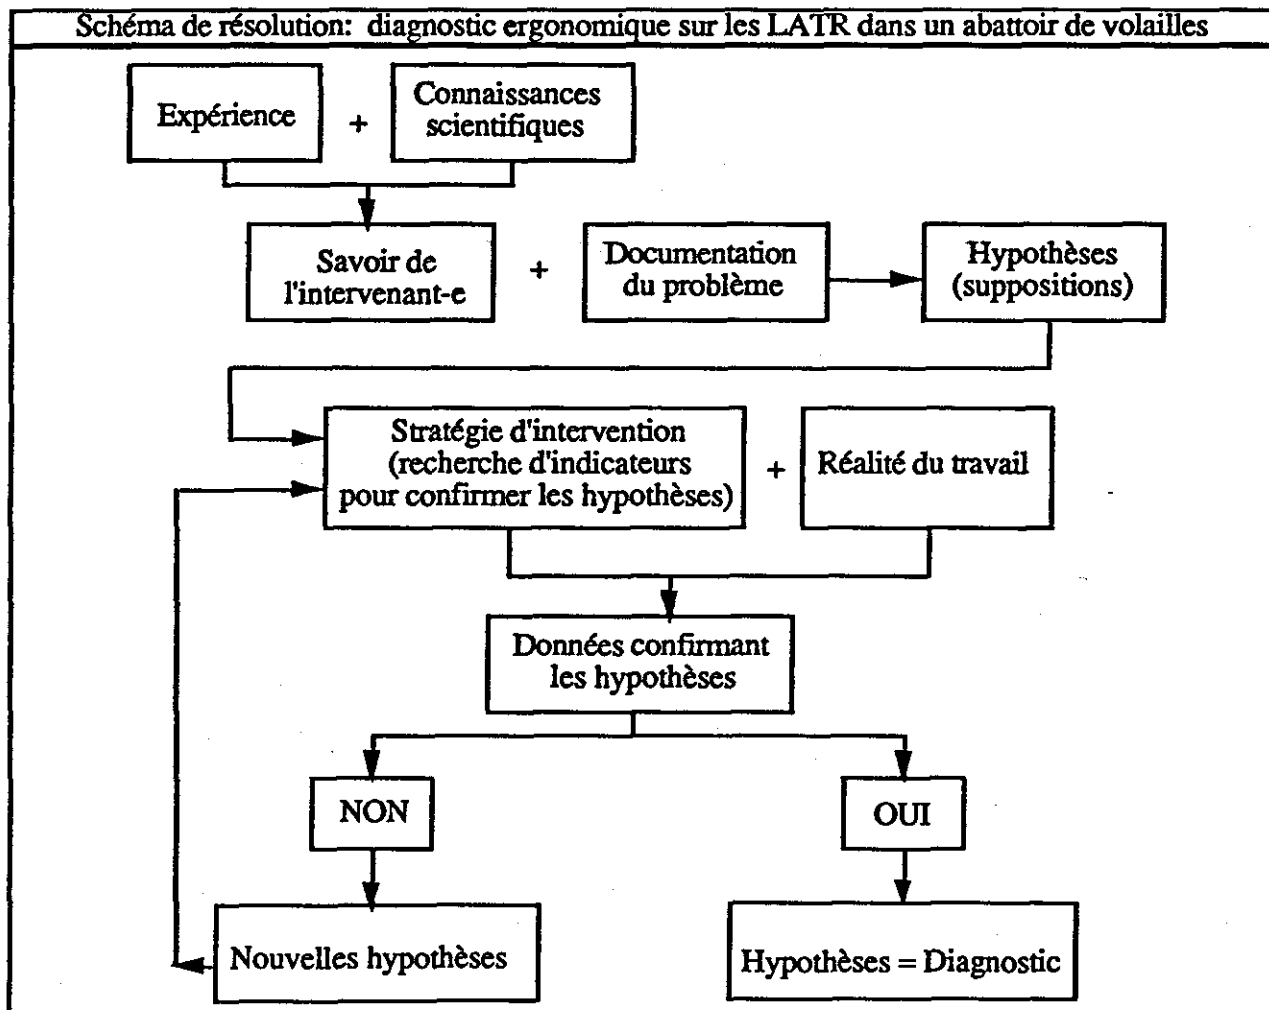 Schéma de résolution: diagnostic ergonomique sur les LATR dans un abattoir de volailles
Expérience
+
Connaissances
scientifiques
Savoir de
l'intervenant-e
+
Documentation
du problème
Hypothèses
(suppositions)
Stratégie d'intervention
(recherche d'indicateurs
pour confirmer les hypothèses)
+
Réalité du travail
Données confirmant
les hypothèses
NON
OUI
Nouvelles hypothèses
Hypothèses = Diagnostic